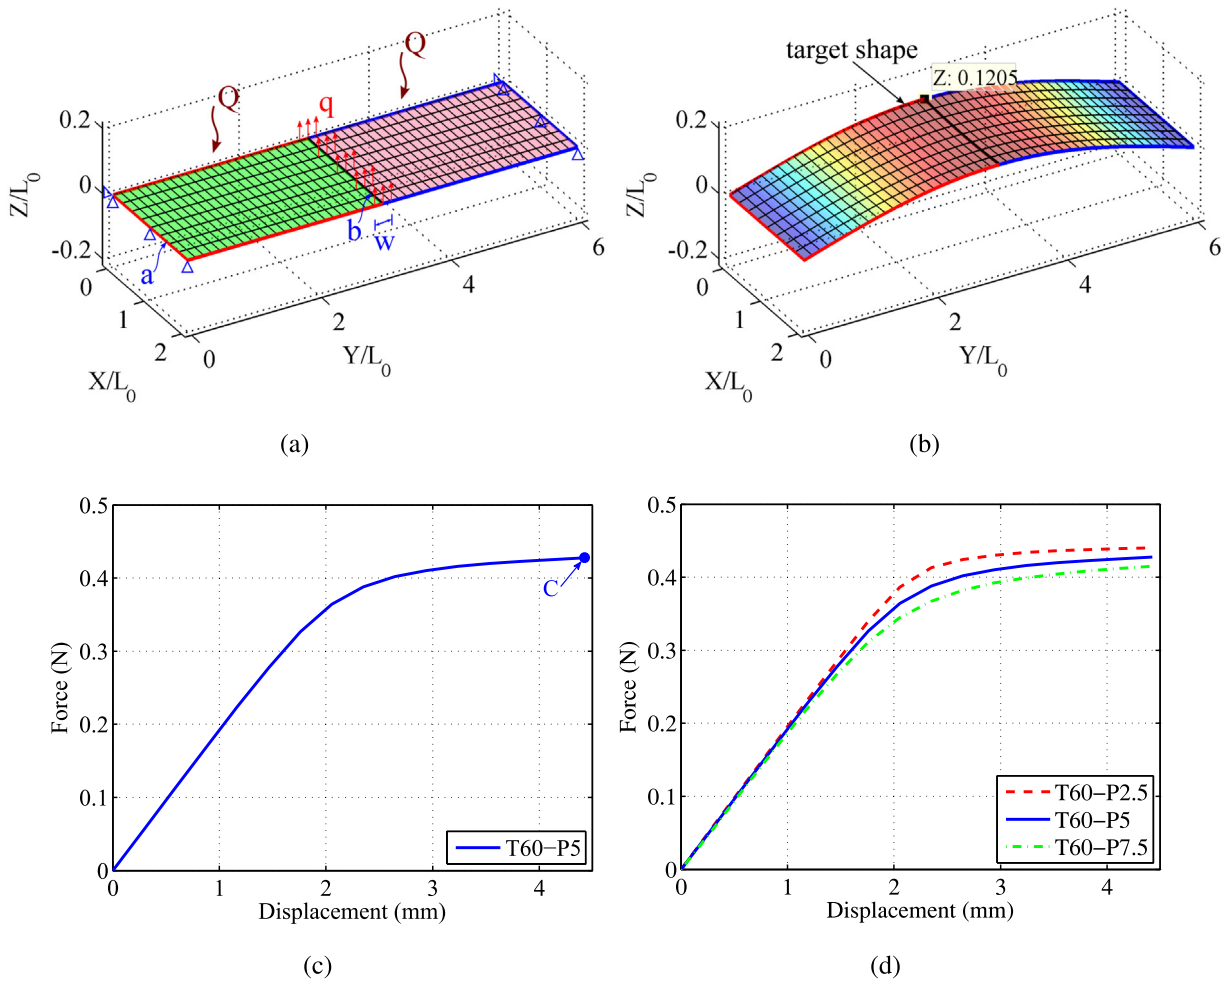 Q
Q
q
0.2
0
-0.2
Z/L0
a
b
w
0
1
2
X/L0
0
2
4
6
Y/L0
(a)
target shape
Z: 0.1205
0.2
0
-0.2
Z/L0
0
1
2
X/L0
0
2
4
6
Y/L0
(b)
0.5
0.4
0.3
0.2
0.1
0
Force (N)
C
T60−P5
0 1 2 3 4
Displacement (mm)
(c)
0.5
0.4
0.3
0.2
0.1
0
Force (N)
T60−P2.5
T60−P5
T60−P7.5
0 1 2 3 4
Displacement (mm)
(d)